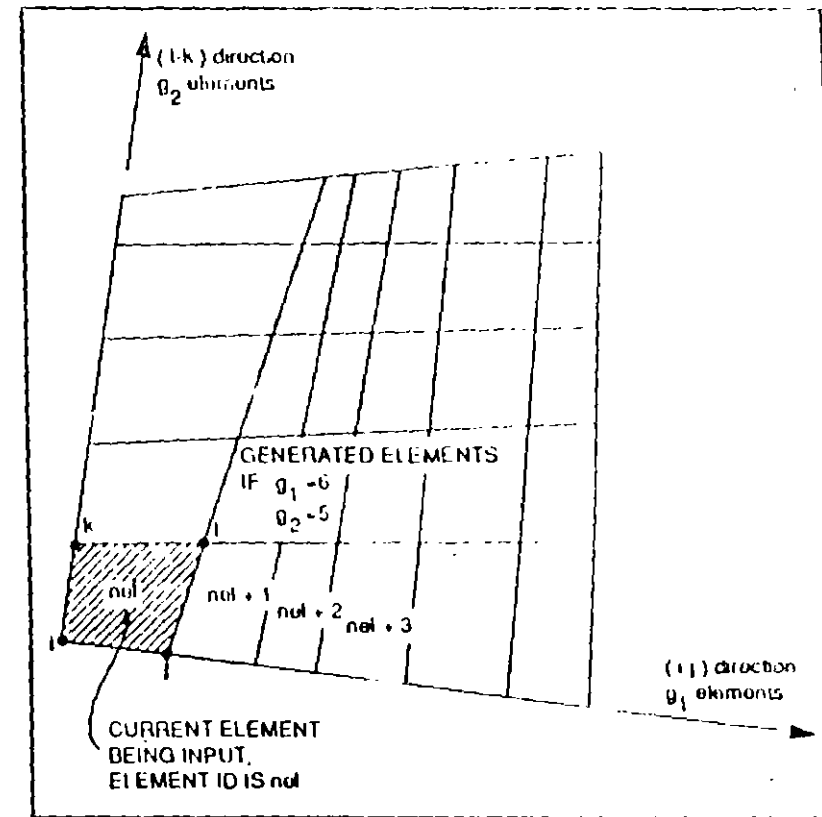 (i-k) direction
g2 elements
GENERATED ELEMENTS
IF g1 =6
g2 =5
k
l
nel
nel + 1
nel + 2
nel + 3
i
j
(i j) direction
g1 elements
CURRENT ELEMENT
BEING INPUT,
ELEMENT ID IS nel